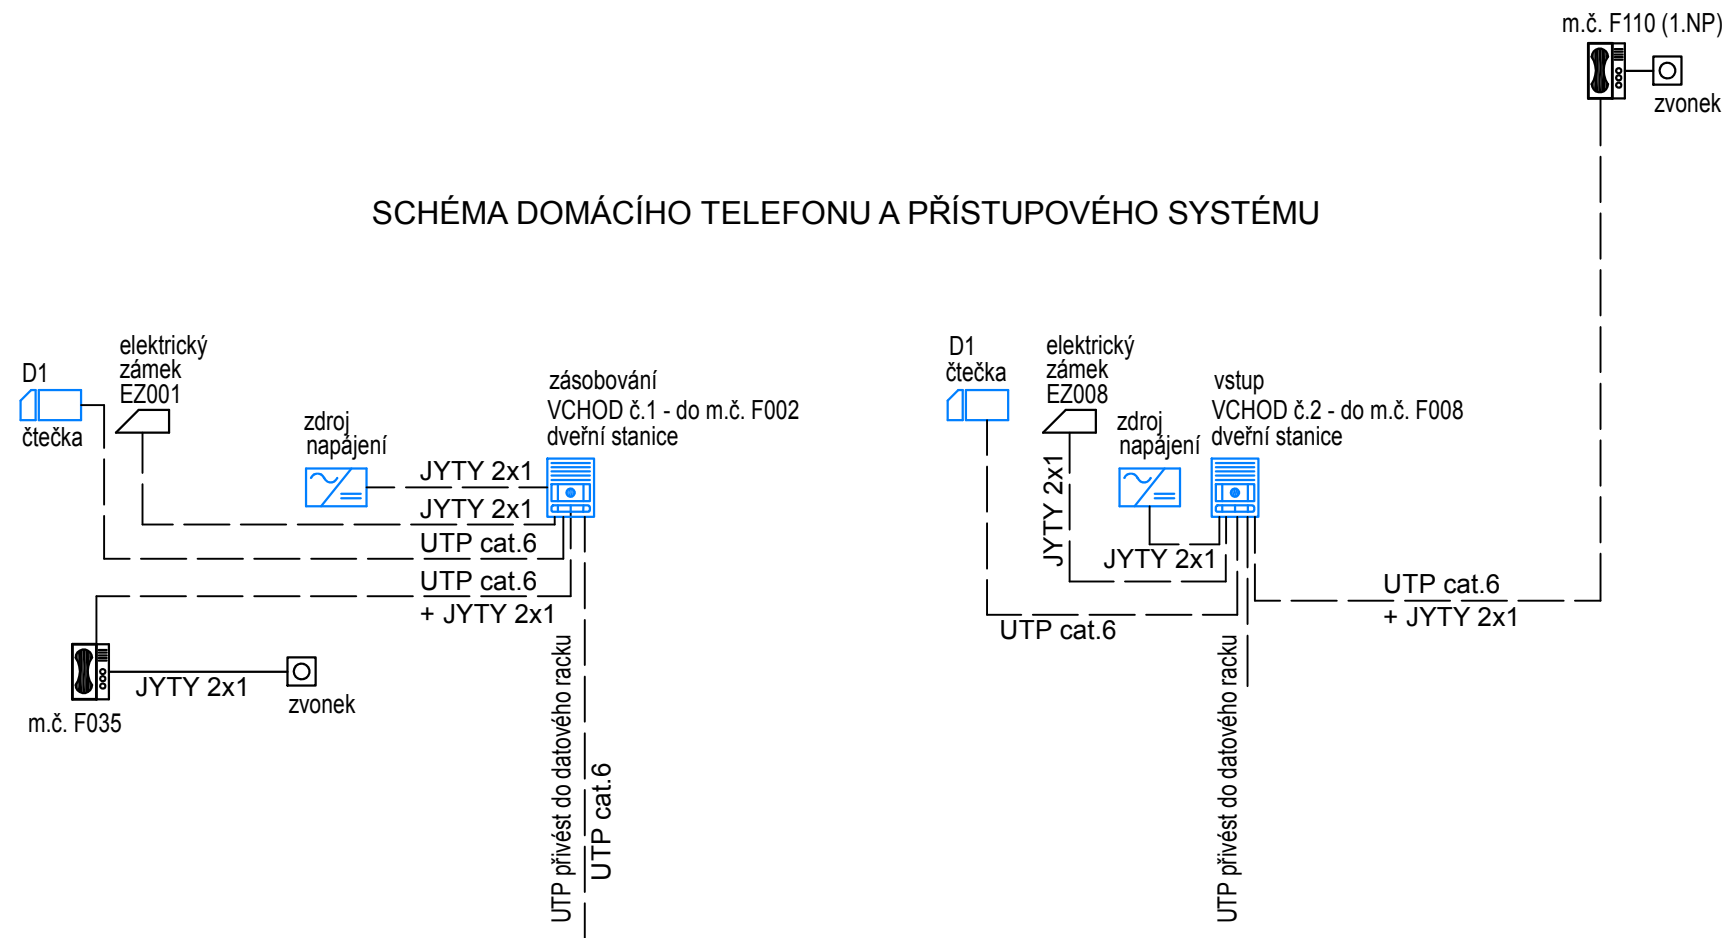 m.č. F110 (1.NP)
zvonek
SCHÉMA DOMÁCÍHO TELEFONU A PŘÍSTUPOVÉHO SYSTÉMU
D1
čtečka
elektrický
zámek
EZ001
zdroj
napájení
zásobování
VCHOD č.1 - do m.č. F002
dveřní stanice
JYTY 2x1
JYTY 2x1
UTP cat.6
UTP cat.6
+ JYTY 2x1
JYTY 2x1
zvonek
m.č. F035
UTP přivést do datového racku
UTP cat.6
D1
čtečka
elektrický
zámek
EZ008
zdroj
napájení
vstup
VCHOD č.2 - do m.č. F008
dveřní stanice
JYTY 2x1
JYTY 2x1
UTP cat.6
UTP cat.6
+ JYTY 2x1
UTP přivést do datového racku